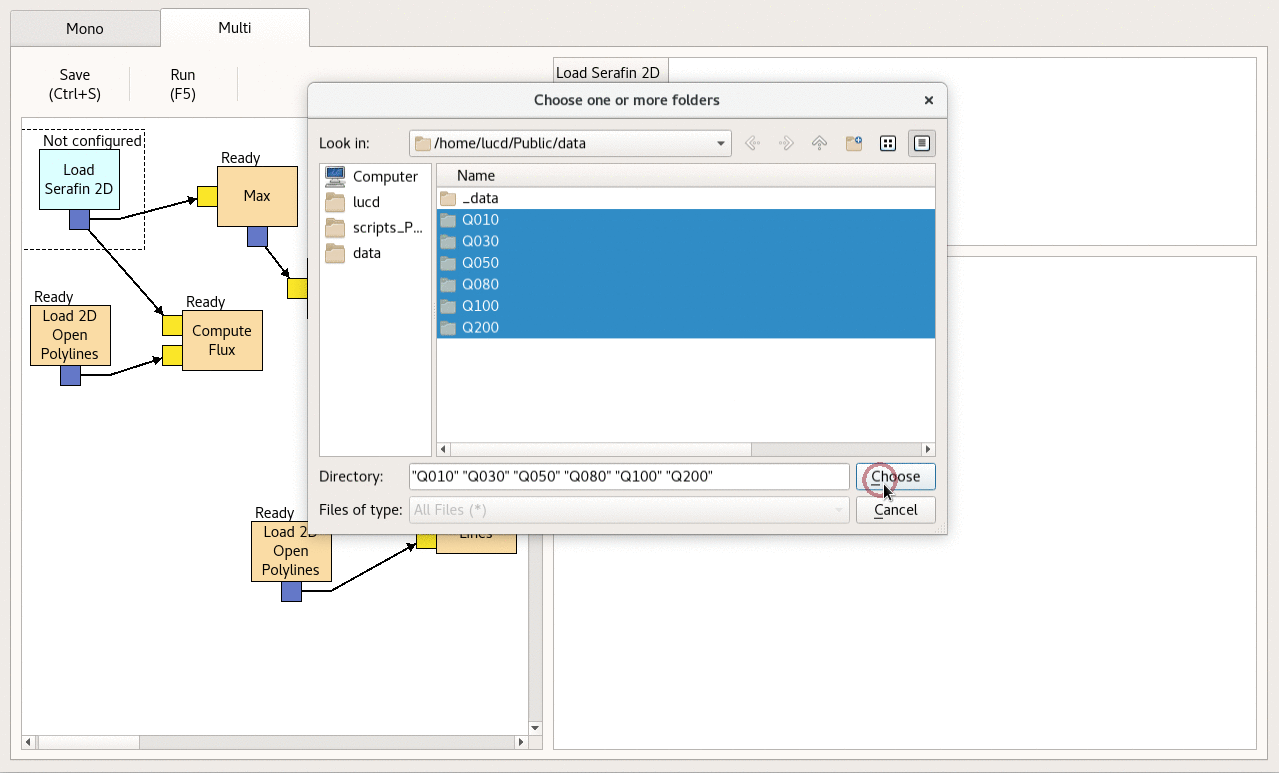 Mono
Multi
Save
(Ctrl+S)
Run
(F5)
Load Serafin 2D
Not configured
Load
Serafin 2D
Ready
Max
Ready
Load 2D
Open
Polylines
Ready
Compute
Flux
Ready
Load 2D
Open
Polylines
Lines
Choose one or more folders
Look in:
/home/lucd/Public/data
Computer
lucd
scripts_P...
data
Name
_data
Q010
Q030
Q050
Q080
Q100
Q200
Directory:
"Q010" "Q030" "Q050" "Q080" "Q100" "Q200"
Choose
Files of type:
All Files (*)
Cancel